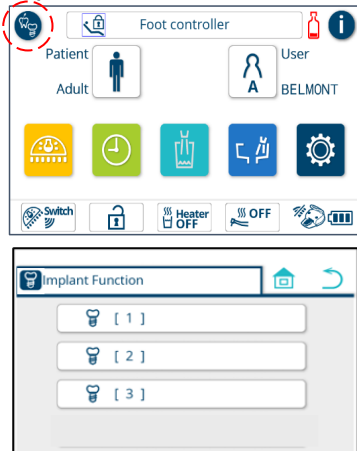 Foot controller
i
Patient
User
Adult
A
BELMONT
Switch
Heater
OFF
OFF
Implant Function
[ 1 ]
[ 2 ]
[ 3 ]